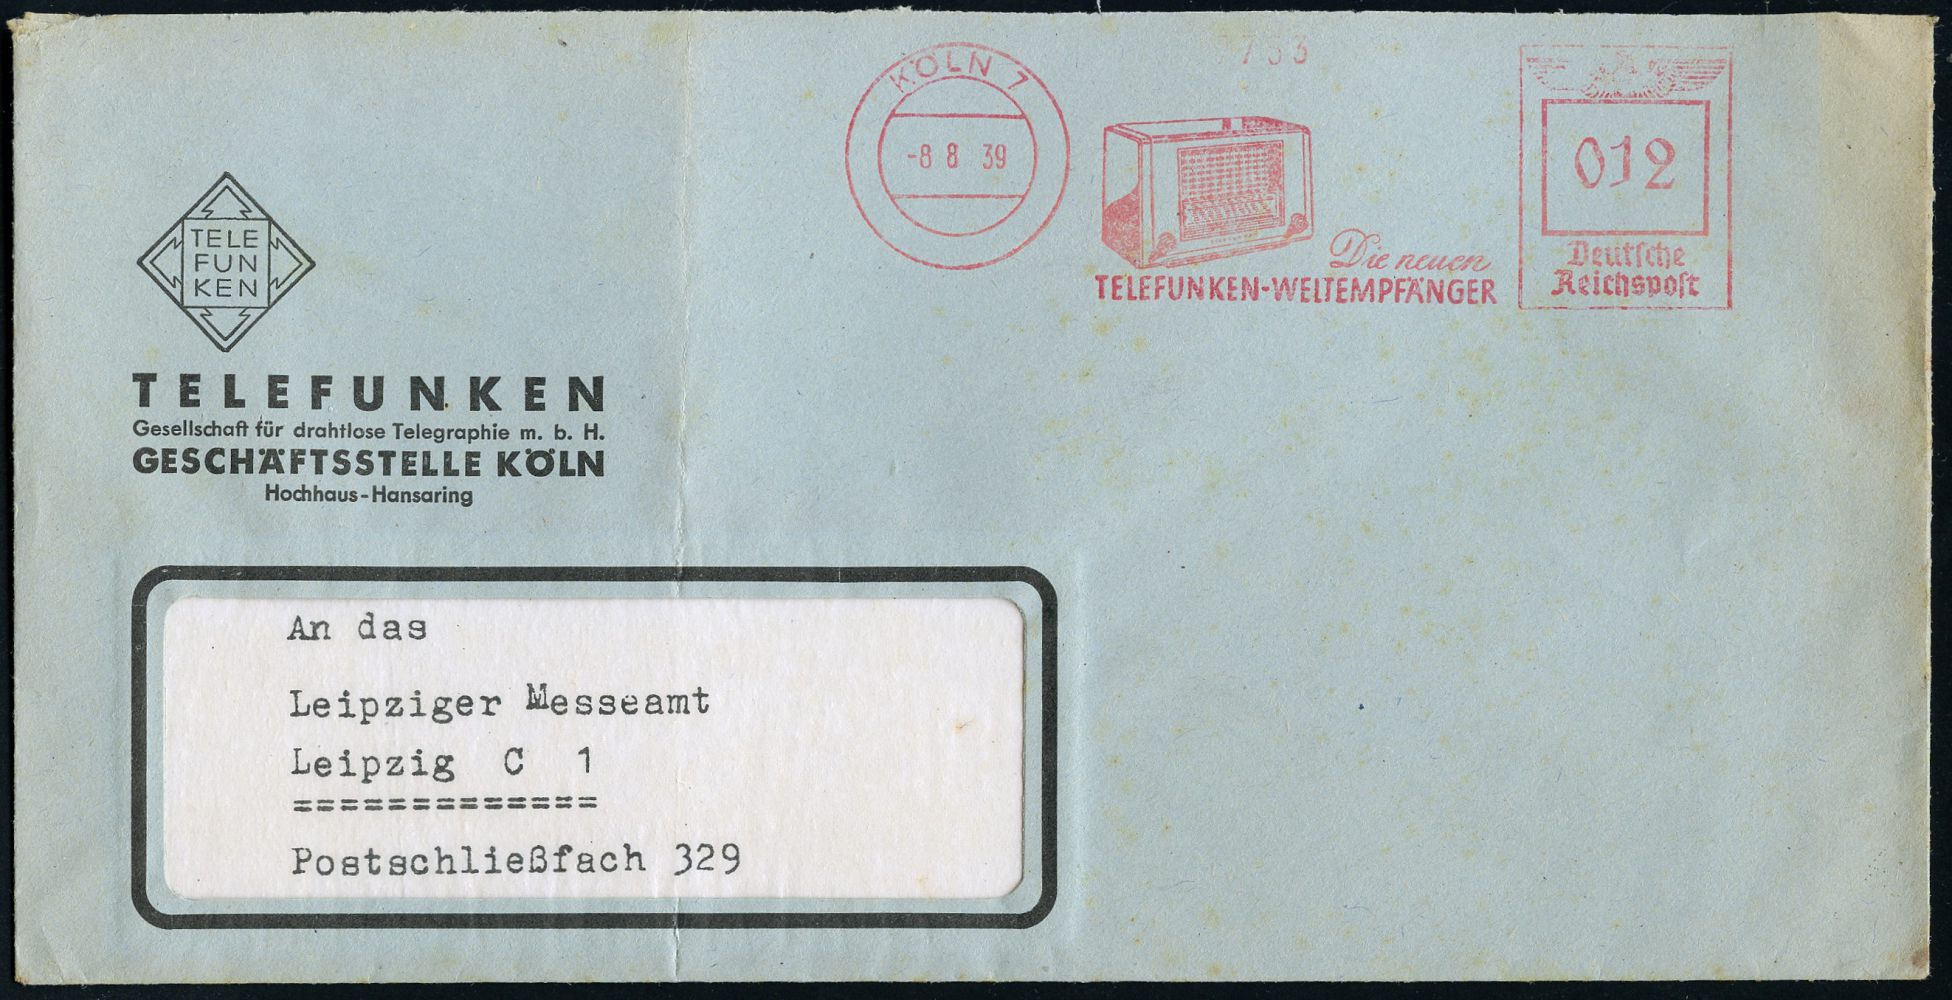 KÖLN 1
-8 8 39
Die neuen
TELEFUNKEN-WELTEMPFÄNGER
012
Deutsche
Reichspost
TELE
FUN
KEN
TELEFUNKEN
Gesellschaft für drahtlose Telegraphie m. b. H.
GESCHÄFTSSTELLE KÖLN
Hochhaus-Hansaring
An das
Leipziger Messeamt
Leipzig C 1
=============
Postschließfach 329